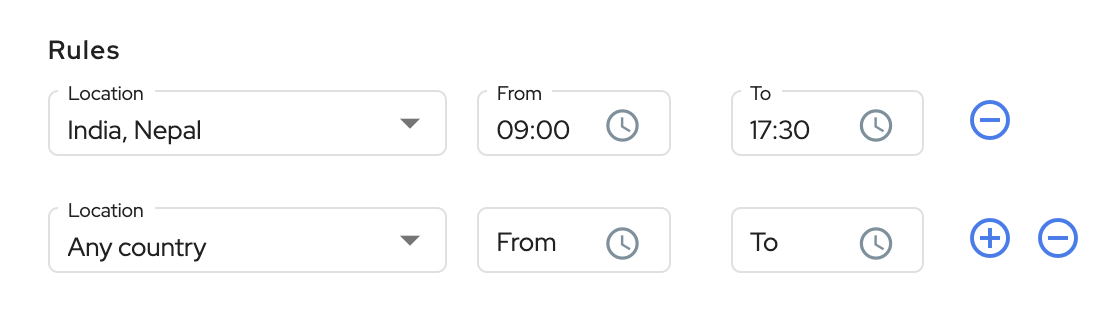 Rules
Location From To
India, Nepal 09:00 17:30
Location
Any country From To